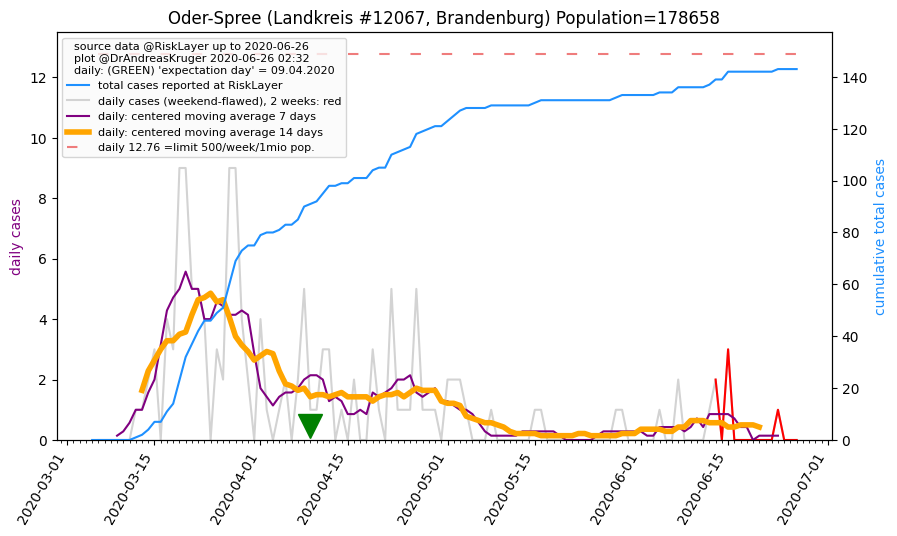 Oder-Spree (Landkreis #12067, Brandenburg) Population=178658
source data @RiskLayer up to 2020-06-26
plot @DrAndreasKruger 2020-06-26 02:32
daily: (GREEN) 'expectation day' = 09.04.2020
total cases reported at RiskLayer
daily cases (weekend-flawed), 2 weeks: red
daily: centered moving average 7 days
daily: centered moving average 14 days
daily 12.76 =limit 500/week/1mio pop.
daily cases
12
10
8
6
4
2
0
140
120
100
80
60
40
20
0
cumulative total cases
2020-03-01
2020-03-15
2020-04-01
2020-04-15
2020-05-01
2020-05-15
2020-06-01
2020-06-15
2020-07-01